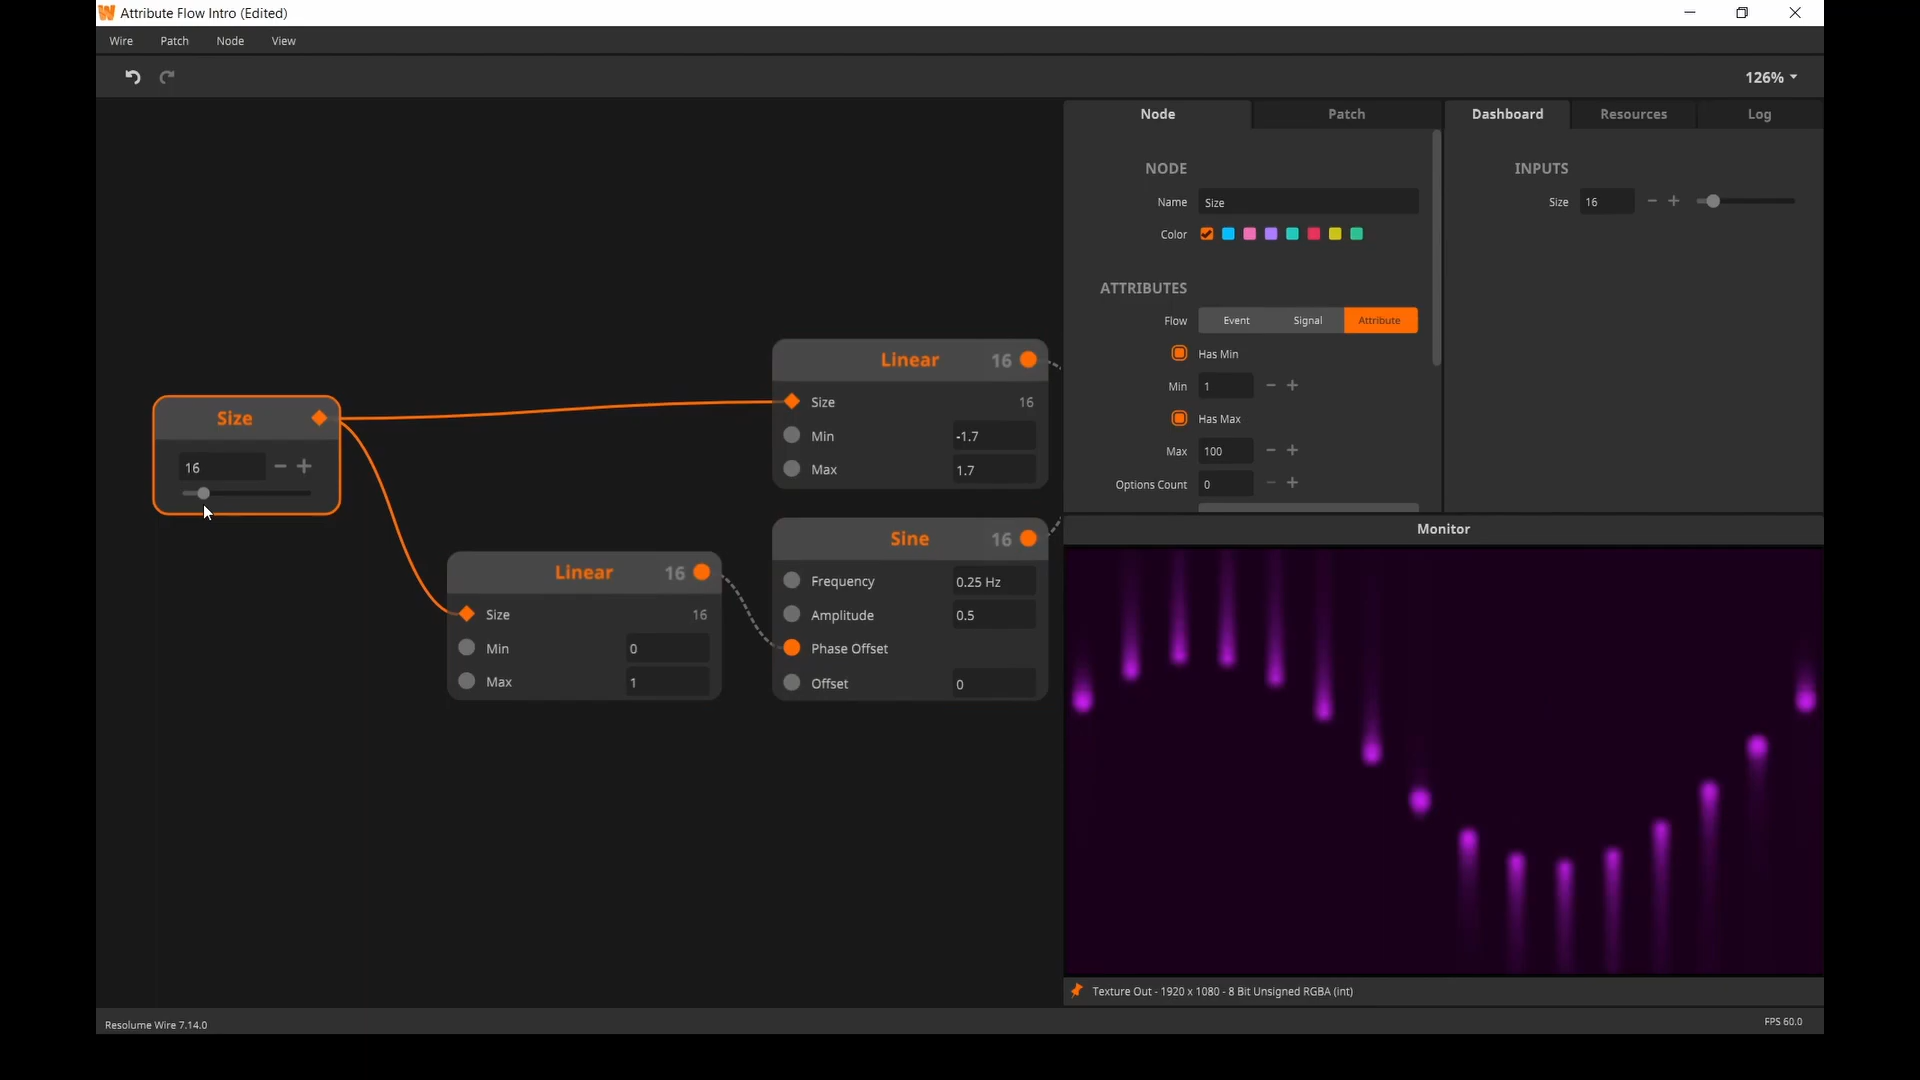 Attribute Flow Intro (Edited)
Wire Patch Node View
126%
Node Patch Dashboard Resources Log
NODE
Name Size
Color
ATTRIBUTES
Flow Event Signal Attribute
Has Min
Min 1
Has Max
Max 100
Options Count 0
INPUTS
Size 16
Size
16
Linear 16
Size 16
Min -1.7
Max 1.7
Linear 16
Size 16
Min 0
Max 1
Sine 16
Frequency 0.25 Hz
Amplitude 0.5
Phase Offset
Offset 0
Monitor
Texture Out - 1920 x 1080 - 8 Bit Unsigned RGBA (int)
Resolume Wire 7.14.0
FPS 60.0